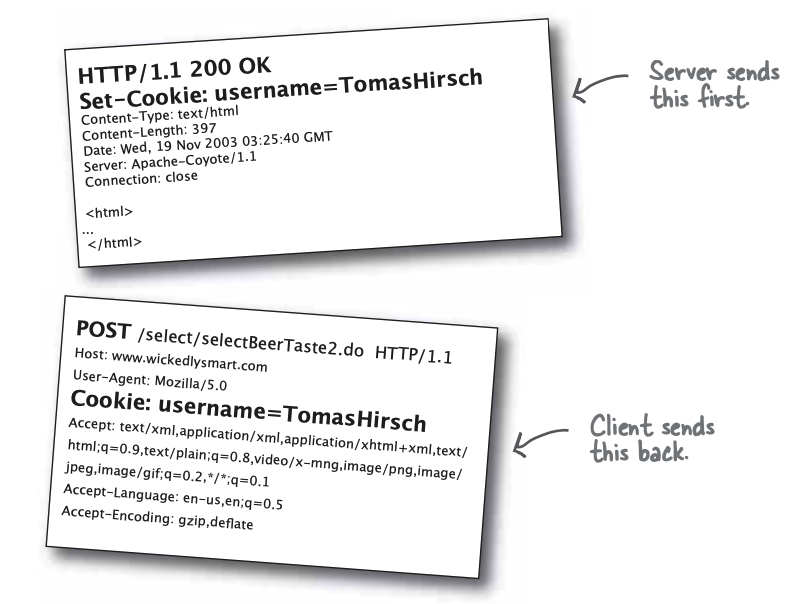 HTTP/1.1 200 OK
Set-Cookie: username=TomasHirsch
Content-Type: text/html
Content-Length: 397
Date: Wed, 19 Nov 2003 03:25:40 GMT
Server: Apache-Coyote/1.1
Connection: close
<html>
...
</html>
Server sends
this first.
POST /select/selectBeerTaste2.do HTTP/1.1
Host: www.wickedlysmart.com
User-Agent: Mozilla/5.0
Cookie: username=TomasHirsch
Accept: text/xml,application/xml,application/xhtml+xml,text/
html;q=0.9,text/plain;q=0.8,video/x-mng,image/png,image/
jpeg,image/gif;q=0.2,*/*;q=0.1
Accept-Language: en-us,en;q=0.5
Accept-Encoding: gzip,deflate
Client sends
this back.